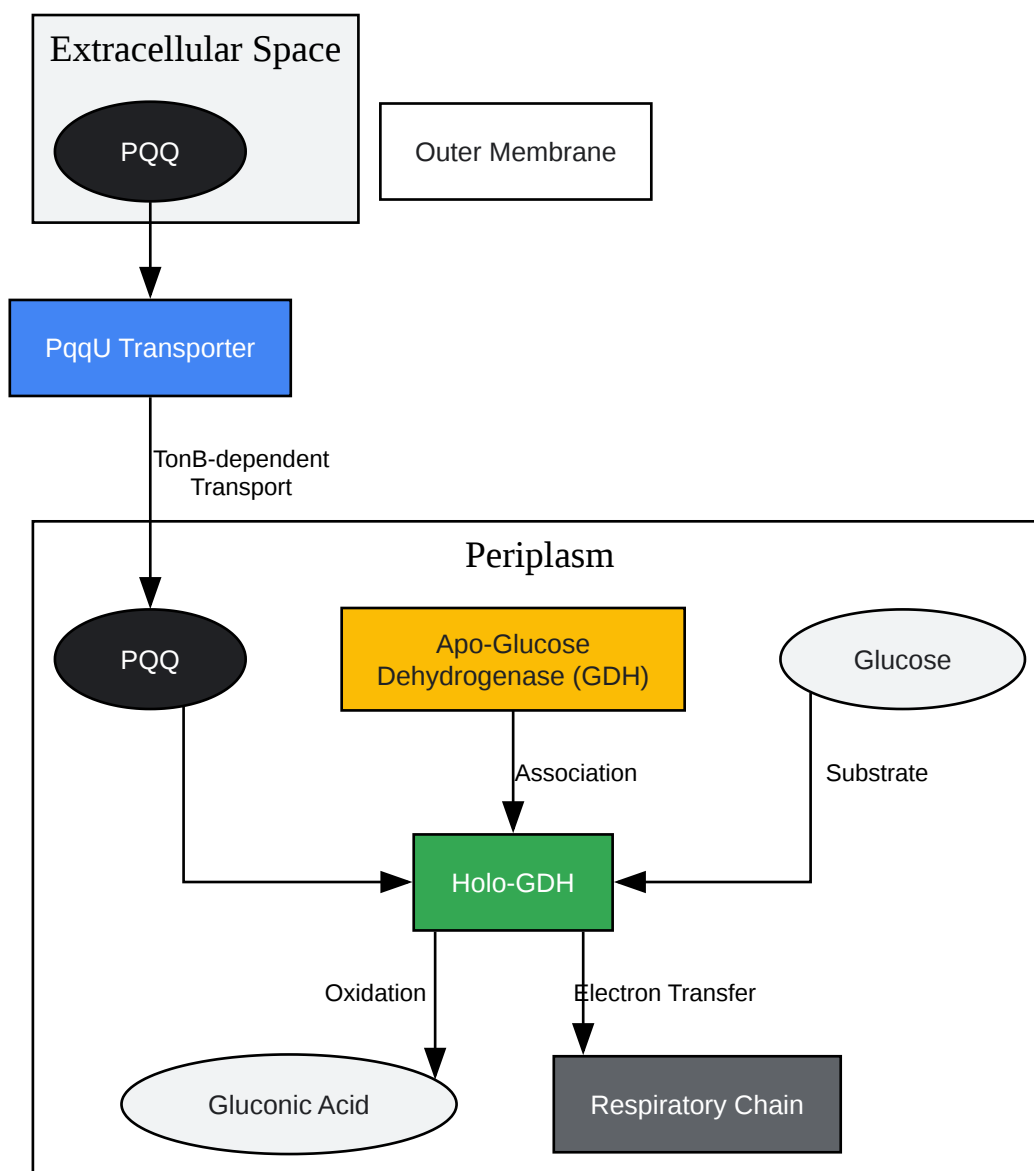 Extracellular Space
PQQ
Outer Membrane
PqqU Transporter
TonB-dependent
Transport
Periplasm
PQQ
Apo-Glucose
Dehydrogenase (GDH)
Glucose
Association
Substrate
Holo-GDH
Oxidation
Electron Transfer
Gluconic Acid
Respiratory Chain